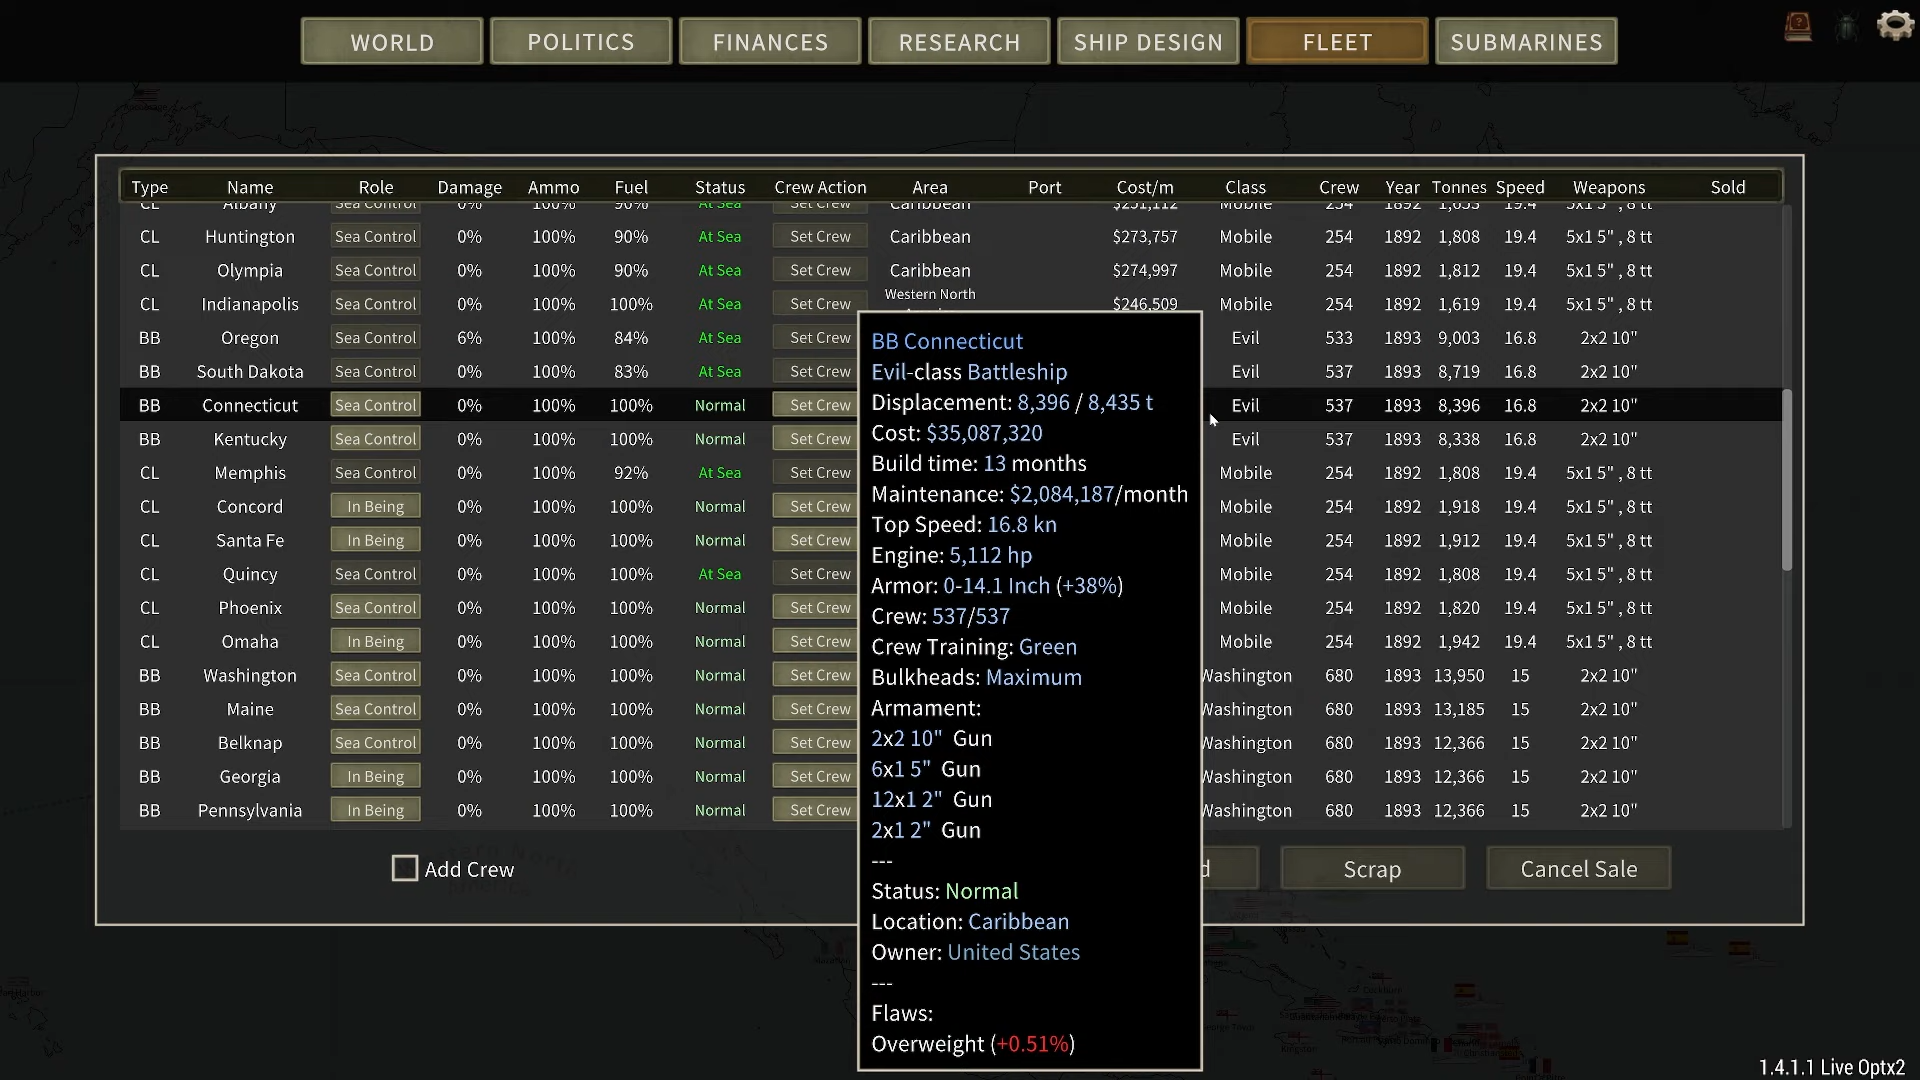 WORLD POLITICS FINANCES RESEARCH SHIP DESIGN FLEET SUBMARINES
Type Name Role Damage Ammo Fuel Status Crew Action Area Port Cost/m Class Crew Year Tonnes Speed Weapons Sold
CL Albany Sea Control 0% 100% 90% At Sea Set Crew Caribbean $251,112 Mobile 254 1892 1,653 19.4 5x1 5" , 8 tt
CL Huntington Sea Control 0% 100% 90% At Sea Set Crew Caribbean $273,757 Mobile 254 1892 1,808 19.4 5x1 5" , 8 tt
CL Olympia Sea Control 0% 100% 90% At Sea Set Crew Caribbean $274,997 Mobile 254 1892 1,812 19.4 5x1 5" , 8 tt
CL Indianapolis Sea Control 0% 100% 100% At Sea Set Crew Western North $246,509 Mobile 254 1892 1,619 19.4 5x1 5" , 8 tt
BB Oregon Sea Control 6% 100% 84% At Sea Set Crew Evil 533 1893 9,003 16.8 2x2 10"
BB South Dakota Sea Control 0% 100% 83% At Sea Set Crew Evil 537 1893 8,719 16.8 2x2 10"
BB Connecticut Sea Control 0% 100% 100% Normal Set Crew Evil 537 1893 8,396 16.8 2x2 10"
BB Kentucky Sea Control 0% 100% 100% Normal Set Crew Evil 537 1893 8,338 16.8 2x2 10"
CL Memphis Sea Control 0% 100% 92% At Sea Set Crew Mobile 254 1892 1,808 19.4 5x1 5" , 8 tt
CL Concord In Being 0% 100% 100% Normal Set Crew Mobile 254 1892 1,918 19.4 5x1 5" , 8 tt
CL Santa Fe In Being 0% 100% 100% Normal Set Crew Mobile 254 1892 1,912 19.4 5x1 5" , 8 tt
CL Quincy Sea Control 0% 100% 100% At Sea Set Crew Mobile 254 1892 1,808 19.4 5x1 5" , 8 tt
CL Phoenix Sea Control 0% 100% 100% Normal Set Crew Mobile 254 1892 1,820 19.4 5x1 5" , 8 tt
CL Omaha In Being 0% 100% 100% Normal Set Crew Mobile 254 1892 1,942 19.4 5x1 5" , 8 tt
BB Washington Sea Control 0% 100% 100% Normal Set Crew Washington 680 1893 13,950 15 2x2 10"
BB Maine Sea Control 0% 100% 100% Normal Set Crew Washington 680 1893 13,185 15 2x2 10"
BB Belknap Sea Control 0% 100% 100% Normal Set Crew Washington 680 1893 12,366 15 2x2 10"
BB Georgia In Being 0% 100% 100% Normal Set Crew Washington 680 1893 12,366 15 2x2 10"
BB Pennsylvania In Being 0% 100% 100% Normal Set Crew Washington 680 1893 12,366 15 2x2 10"
BB Connecticut
Evil-class Battleship
Displacement: 8,396 / 8,435 t
Cost: $35,087,320
Build time: 13 months
Maintenance: $2,084,187/month
Top Speed: 16.8 kn
Engine: 5,112 hp
Armor: 0-14.1 Inch (+38%)
Crew: 537/537
Crew Training: Green
Bulkheads: Maximum
Armament:
2x2 10" Gun
6x1 5" Gun
12x1 2" Gun
2x1 2" Gun
---
Status: Normal
Location: Caribbean
Owner: United States
---
Flaws:
Overweight (+0.51%)
Add Crew
Scrap
Cancel Sale
1.4.1.1 Live Optx2